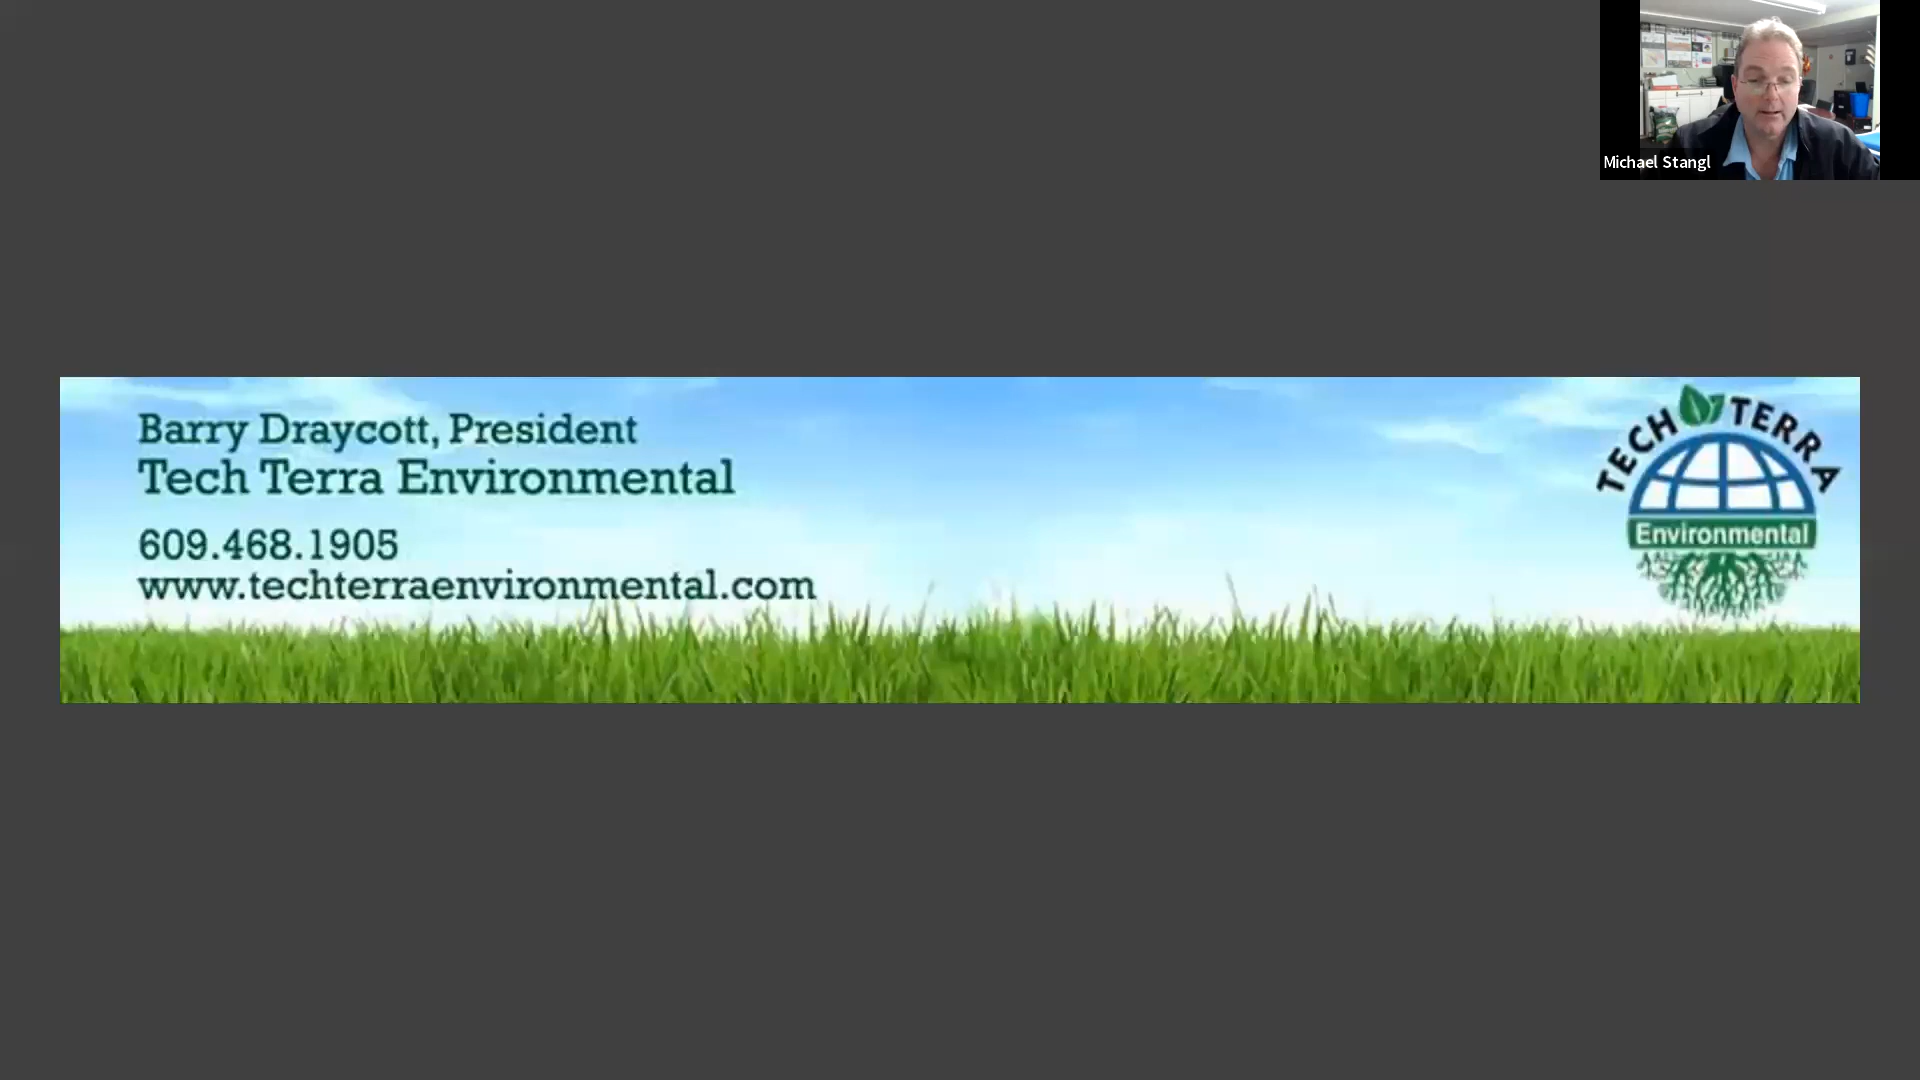 Michael Stangl
Barry Draycott, President
Tech Terra Environmental
609.468.1905
www.techterraenvironmental.com
TECH TERRA
Environmental